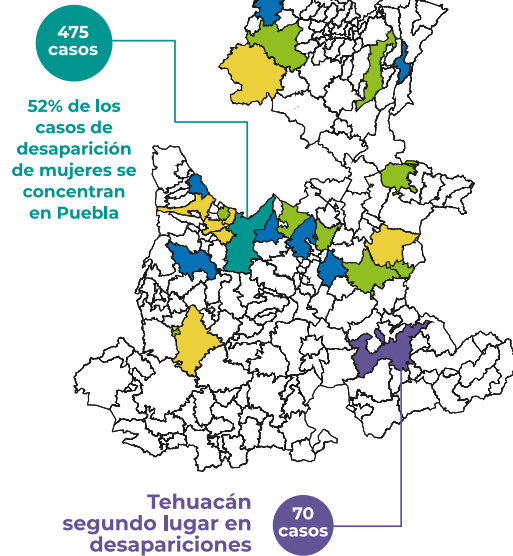 475
casos
52% de los
casos de
desaparición
de mujeres se
concentran
en Puebla
Tehuacán
segundo lugar en
desapariciones
70
casos